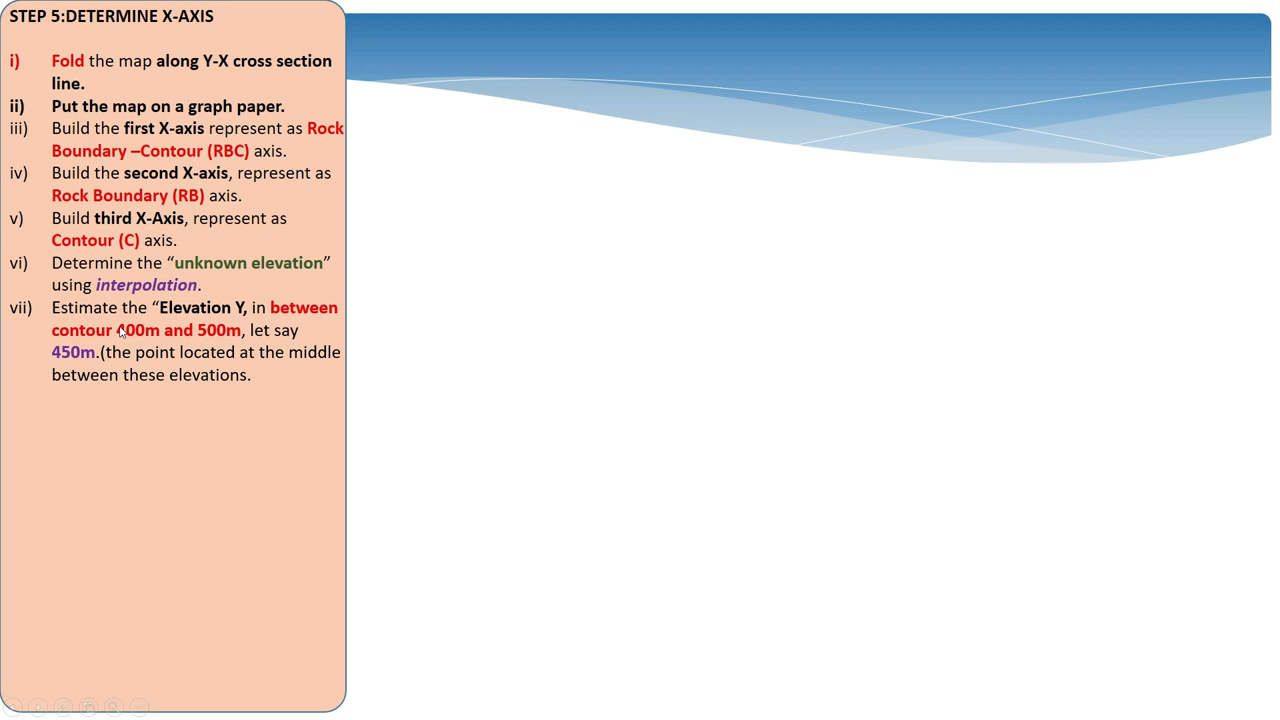 STEP 5:DETERMINE X-AXIS
i) Fold the map along Y-X cross section
line.
ii) Put the map on a graph paper.
iii) Build the first X-axis represent as Rock
Boundary –Contour (RBC) axis.
iv) Build the second X-axis, represent as
Rock Boundary (RB) axis.
v) Build third X-Axis, represent as
Contour (C) axis.
vi) Determine the “unknown elevation”
using interpolation.
vii) Estimate the “Elevation Y, in between
contour 400m and 500m, let say
450m.(the point located at the middle
between these elevations.